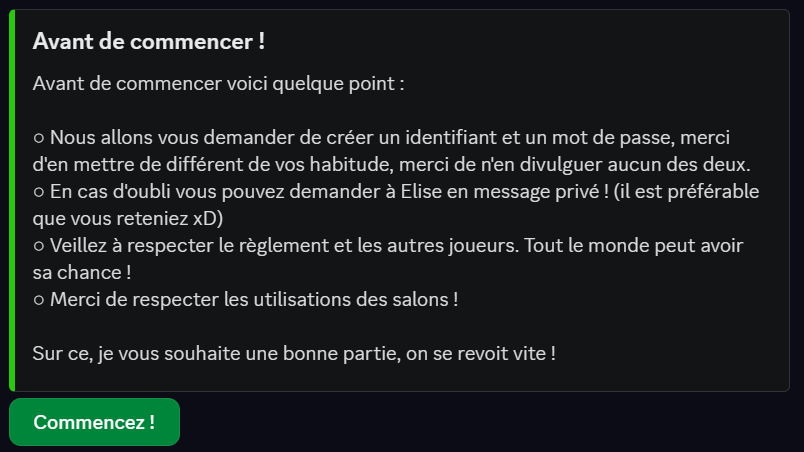 Avant de commencer !
Avant de commencer voici quelque point :
○ Nous allons vous demander de créer un identifiant et un mot de passe, merci
d'en mettre de différent de vos habitude, merci de n'en divulguer aucun des deux.
○ En cas d'oubli vous pouvez demander à Elise en message privé ! (il est préférable
que vous reteniez xD)
○ Veillez à respecter le règlement et les autres joueurs. Tout le monde peut avoir
sa chance !
○ Merci de respecter les utilisations des salons !
Sur ce, je vous souhaite une bonne partie, on se revoit vite !
Commencez !